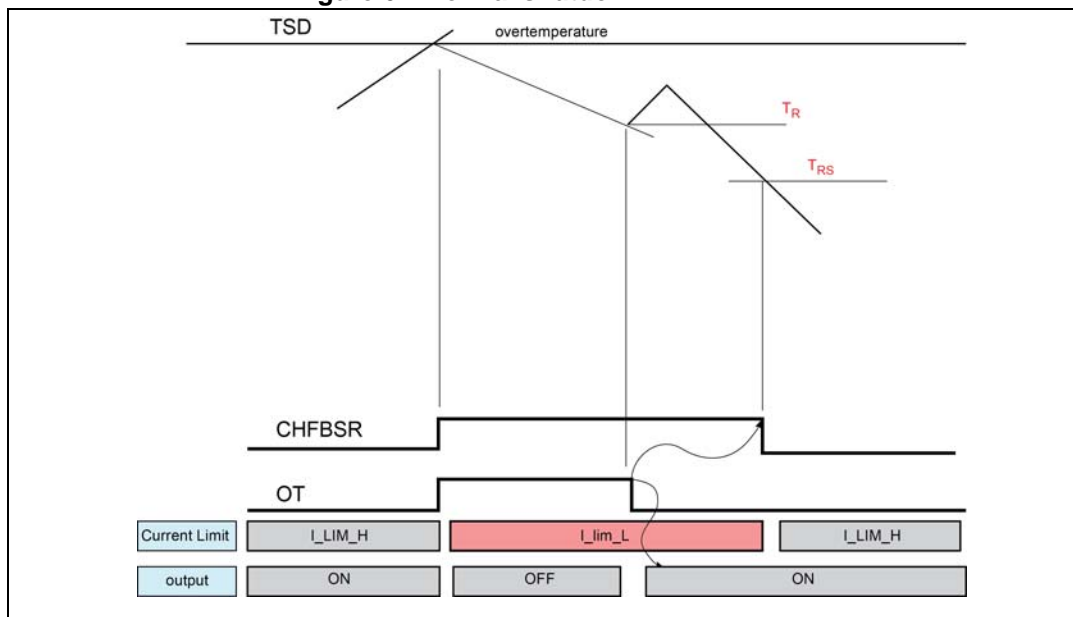 TSD
overtemperature
TR
TRS
CHFBSR
OT
Current Limit
I_LIM_H
I_lim_L
I_LIM_H
output
ON
OFF
ON